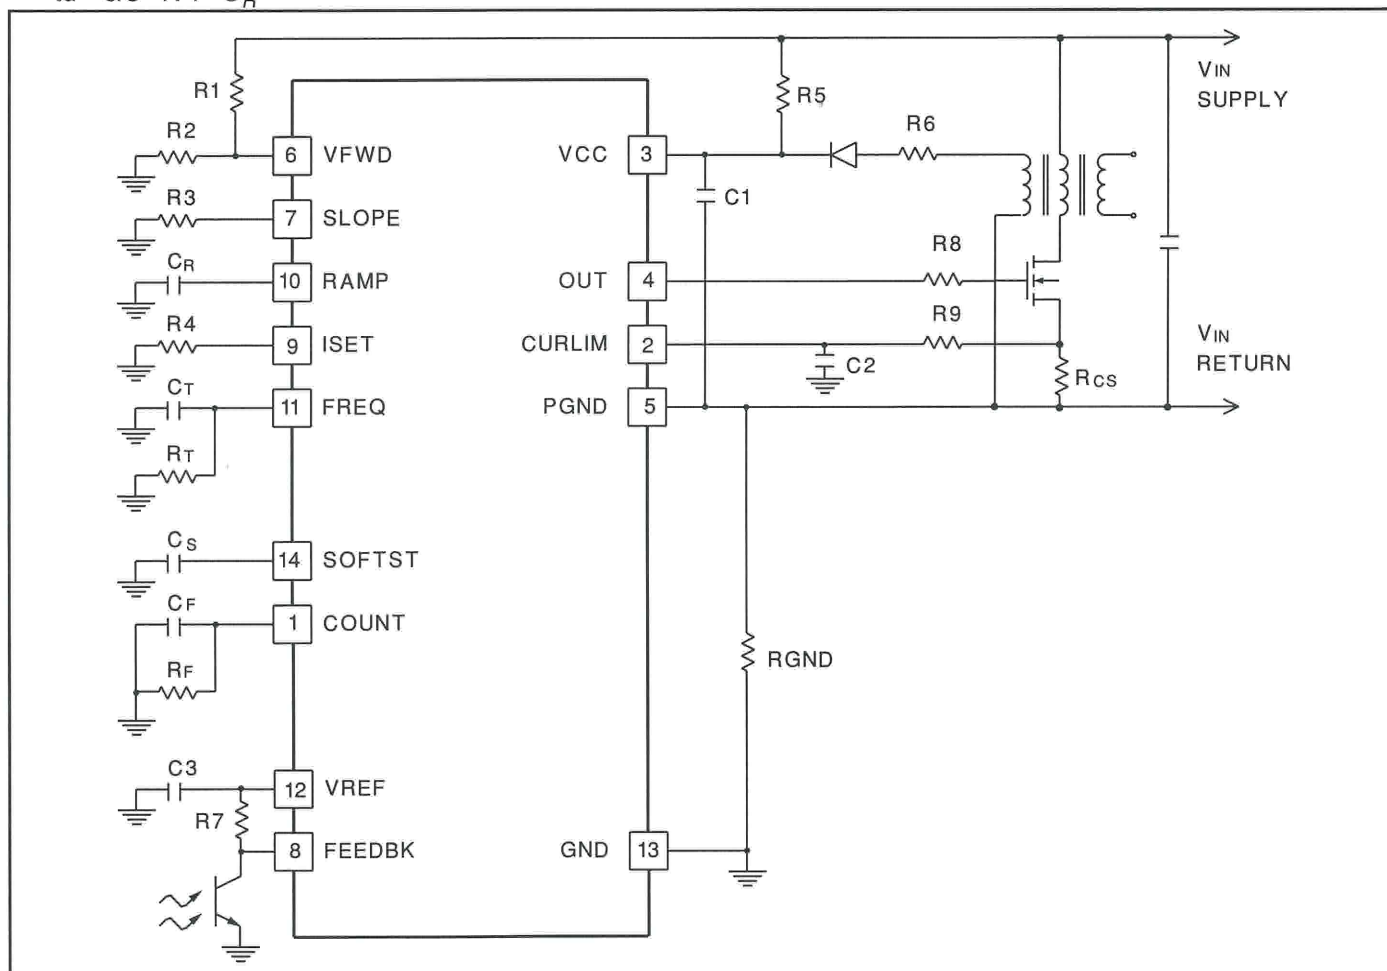 R1
R2
6 VFWD
R3
7 SLOPE
CR
10 RAMP
R4
9 ISET
CT
11 FREQ
RT
CS
14 SOFTST
CF
1 COUNT
RF
C3
12 VREF
R7
8 FEEDBK
VCC 3
OUT 4
CURLIM 2
PGND 5
GND 13
R5
R6
C1
R8
R9
C2
RCS
RGND
VIN
SUPPLY
VIN
RETURN